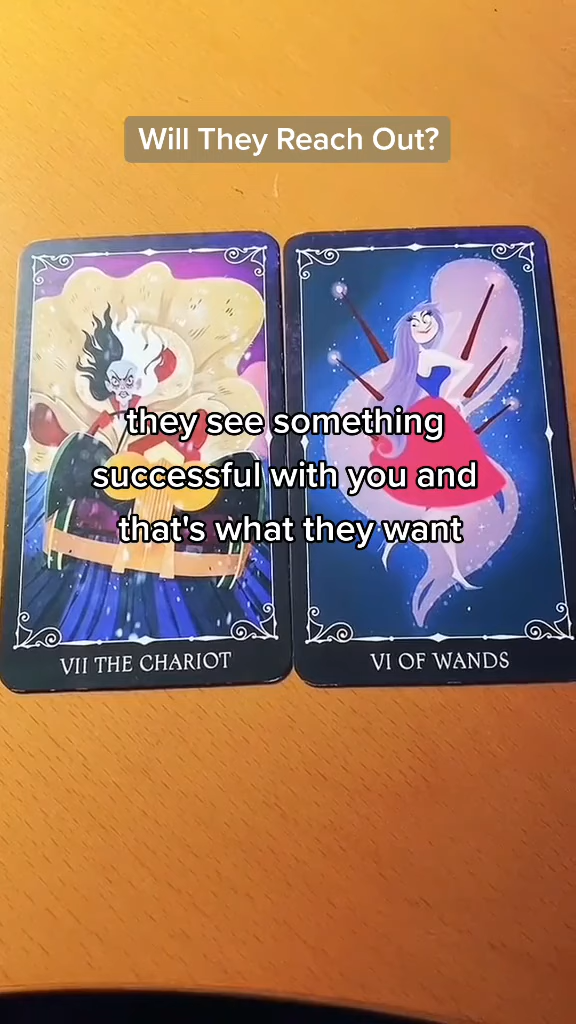 Will They Reach Out?
they see something
successful with you and
that's what they want
VII THE CHARIOT
VI OF WANDS